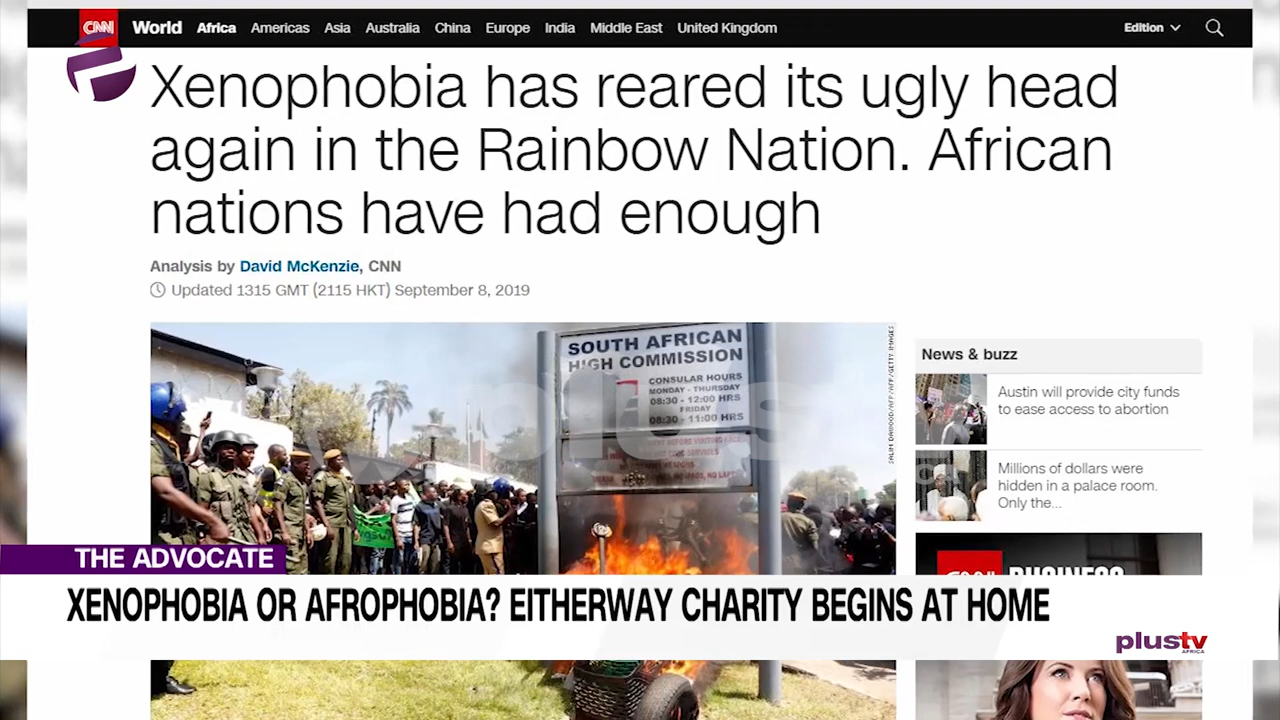 CNN World Africa Americas Asia Australia China Europe India Middle East United Kingdom Edition
Xenophobia has reared its ugly head
again in the Rainbow Nation. African
nations have had enough
Analysis by David McKenzie, CNN
Updated 1315 GMT (2115 HKT) September 8, 2019
SOUTH AFRICAN
HIGH COMMISSION
CONSULAR HOURS
MONDAY - THURSDAY
08:30 - 12:00 HRS
FRIDAY
08:30 - 11:00 HRS
plus
News & buzz
Austin will provide city funds
to ease access to abortion
Millions of dollars were
hidden in a palace room.
Only the...
THE ADVOCATE
XENOPHOBIA OR AFROPHOBIA? EITHERWAY CHARITY BEGINS AT HOME
plustv
AFRICA